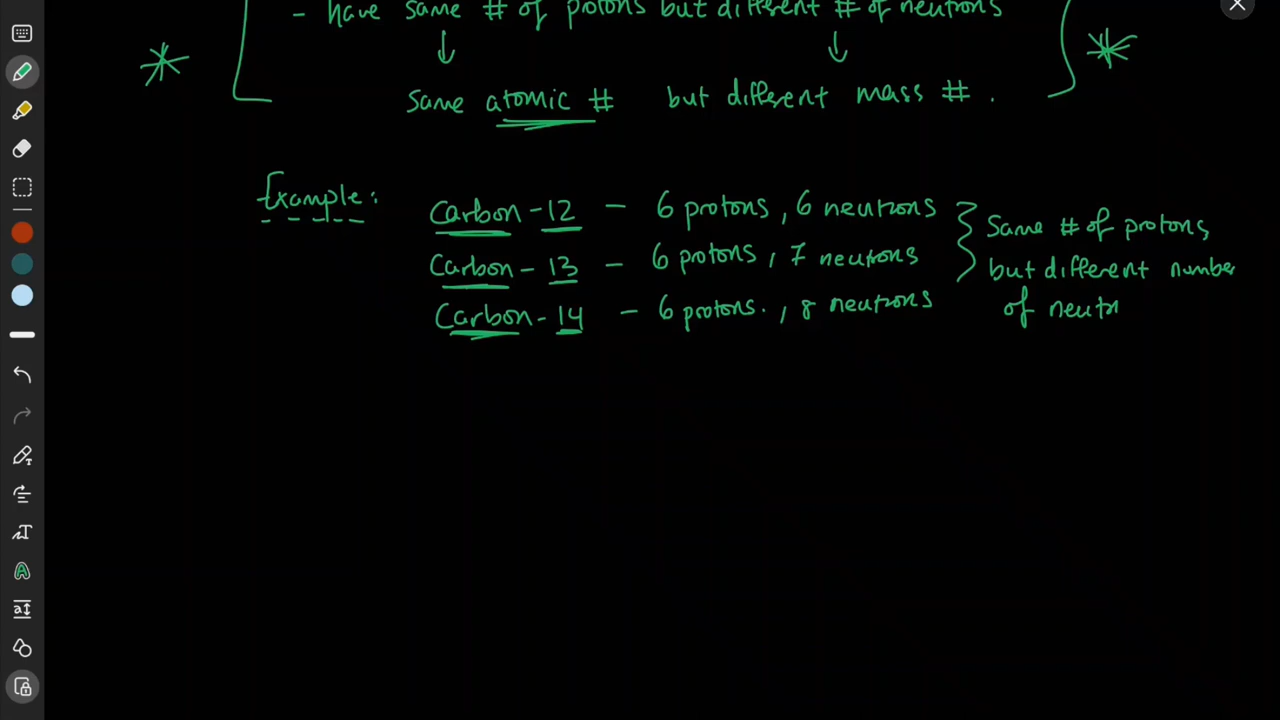 - have same # of protons but different # of neutrons
same atomic # but different mass # .
Example:
Carbon - 12 - 6 protons, 6 neutrons
Carbon - 13 - 6 protons, 7 neutrons
Carbon - 14 - 6 protons. , 8 neutrons
Same # of protons
but different number
of neutr